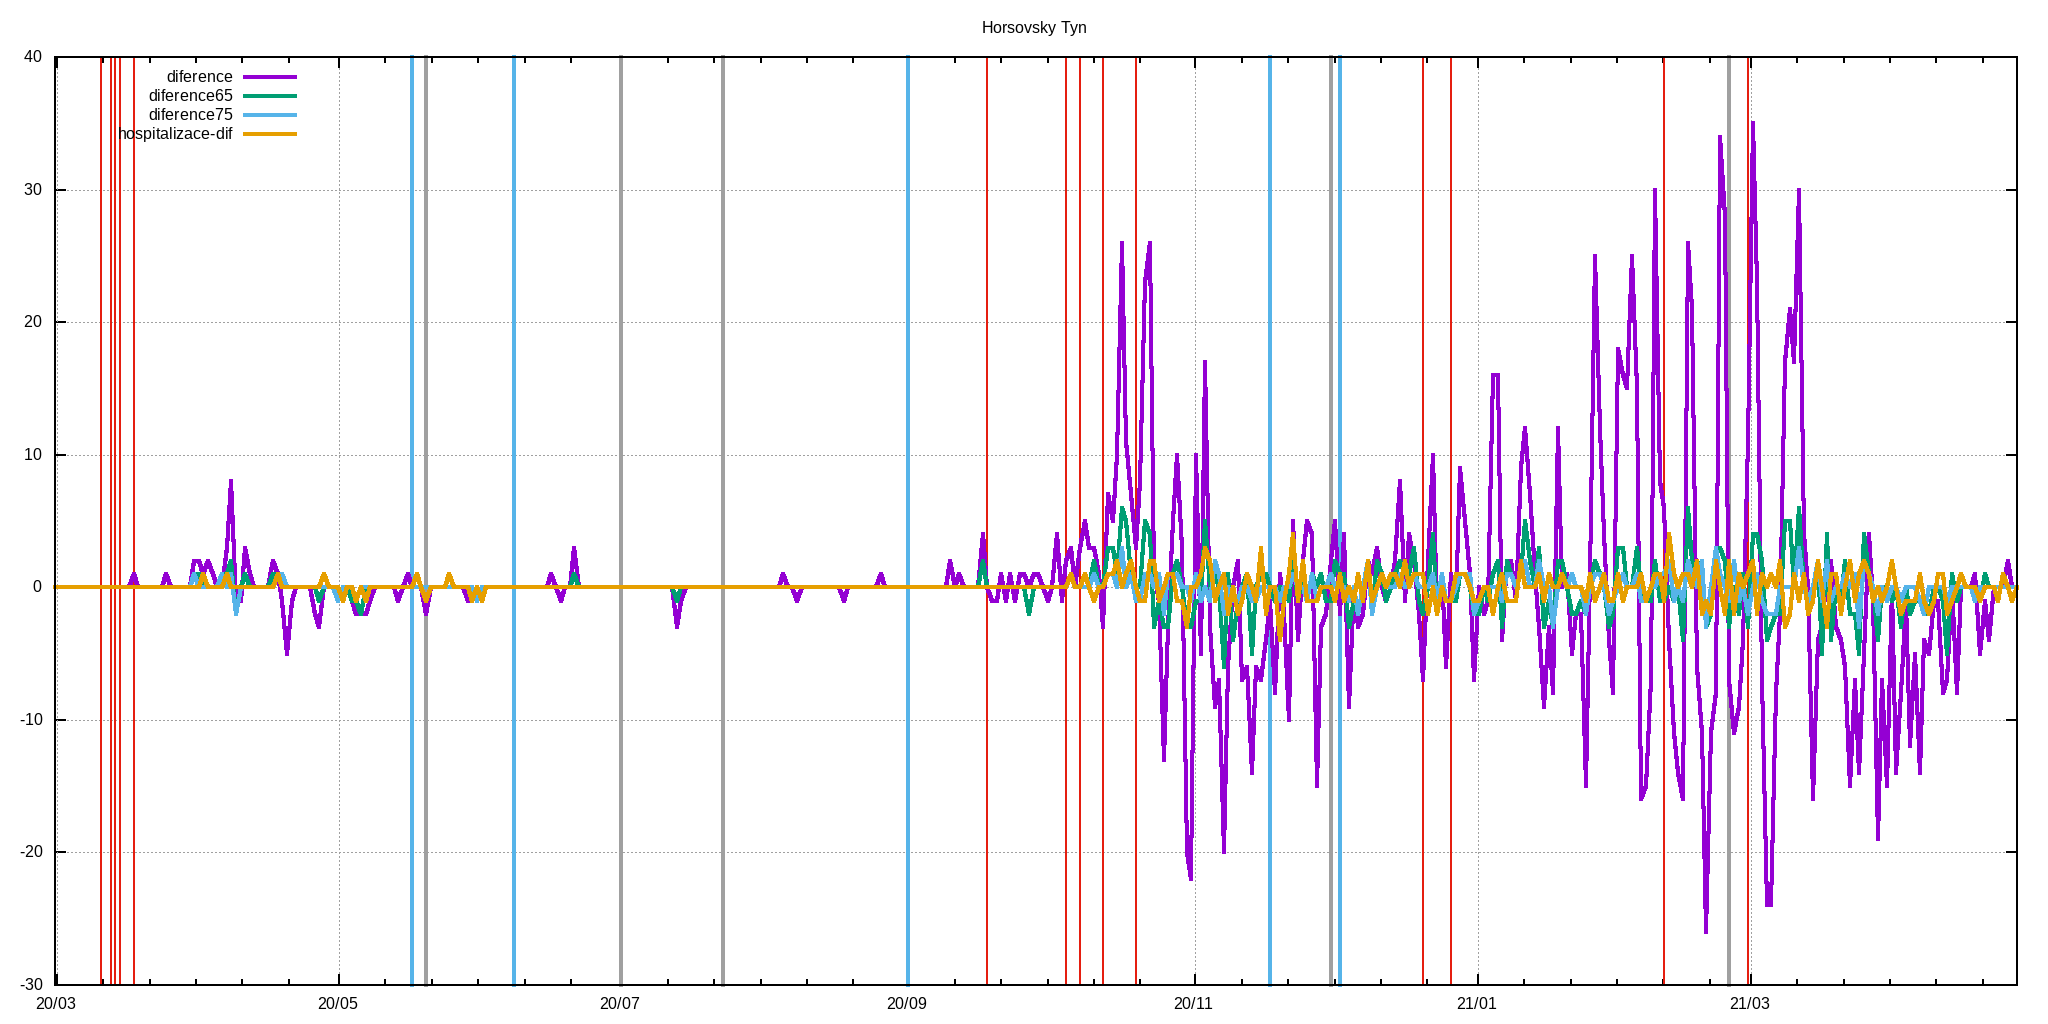 Horsovsky Tyn
40
30
20
10
0
-10
-20
-30
diference
diference65
diference75
hospitalizace-dif
20/03 20/05 20/07 20/09 20/11 21/01 21/03